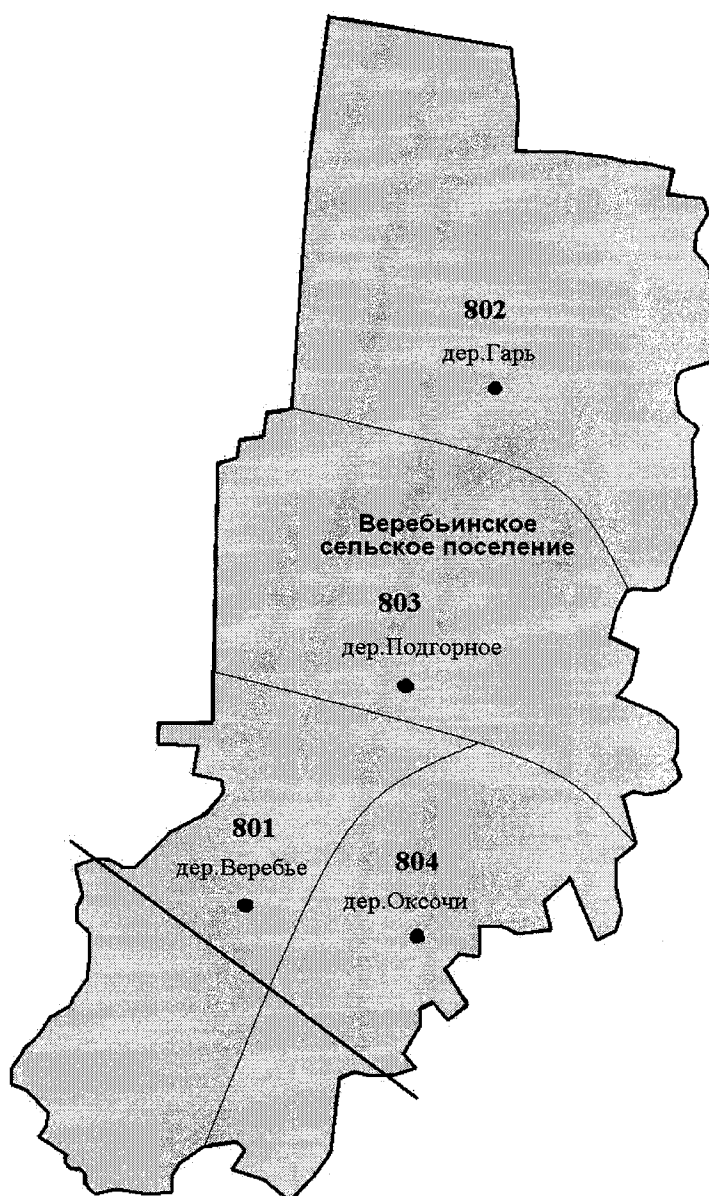 802
дер.Гарь
Веребьинское
сельское поселение
803
дер.Подгорное
801
дер.Веребье
804
дер.Оксочи